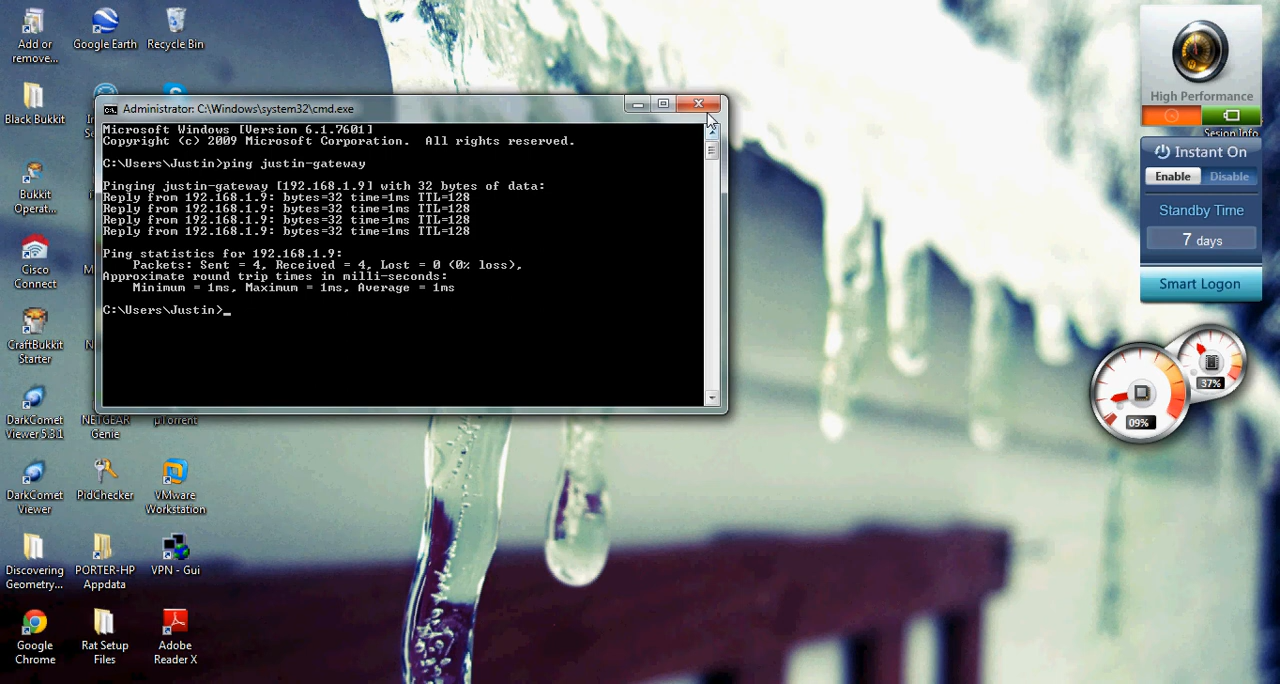 Add or
remove...
Google Earth
Recycle Bin
Black Bukkit
Bukkit
Operat...
Cisco
Connect
CraftBukkit
Starter
DarkComet
Viewer 5.3.1
NETGEAR
Genie
µTorrent
DarkComet
Viewer
PidChecker
VMware
Workstation
Discovering
Geometry...
PORTER-HP
Appdata
VPN - Gui
Google
Chrome
Rat Setup
Files
Adobe
Reader X
Administrator: C:\Windows\system32\cmd.exe
Microsoft Windows [Version 6.1.7601]
Copyright (c) 2009 Microsoft Corporation.  All rights reserved.
C:\Users\Justin>ping justin-gateway
Pinging justin-gateway [192.168.1.9] with 32 bytes of data:
Reply from 192.168.1.9: bytes=32 time=1ms TTL=128
Reply from 192.168.1.9: bytes=32 time=1ms TTL=128
Reply from 192.168.1.9: bytes=32 time=1ms TTL=128
Reply from 192.168.1.9: bytes=32 time=1ms TTL=128
Ping statistics for 192.168.1.9:
    Packets: Sent = 4, Received = 4, Lost = 0 (0% loss),
Approximate round trip times in milli-seconds:
    Minimum = 1ms, Maximum = 1ms, Average = 1ms
C:\Users\Justin>_
High Performance
Sesion Info
Instant On
Enable
Disable
Standby Time
7 days
Smart Logon
37%
09%